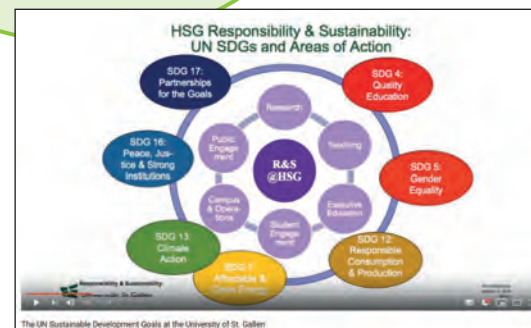 HSG Responsibility & Sustainability:
UN SDGs and Areas of Action
SDG 17:
Partnerships
for the Goals
SDG 4:
Quality
Education
Research
Public
Engage
ment
Teaching
R&S
@HSG
SDG 16:
Peace, Jus-
tice & Strong
Institutions
SDG 5:
Gender
Equality
Campus
& Opera-
tions
Executive
Education
Student
Engage
ment
SDG 13:
Climate
Action
SDG 12:
Responsible
Consumption
& Production
Affordable &
Clean Energy
Responsibility & Sustainability
The UN Sustainable Development Goals at the University of St. Gallen